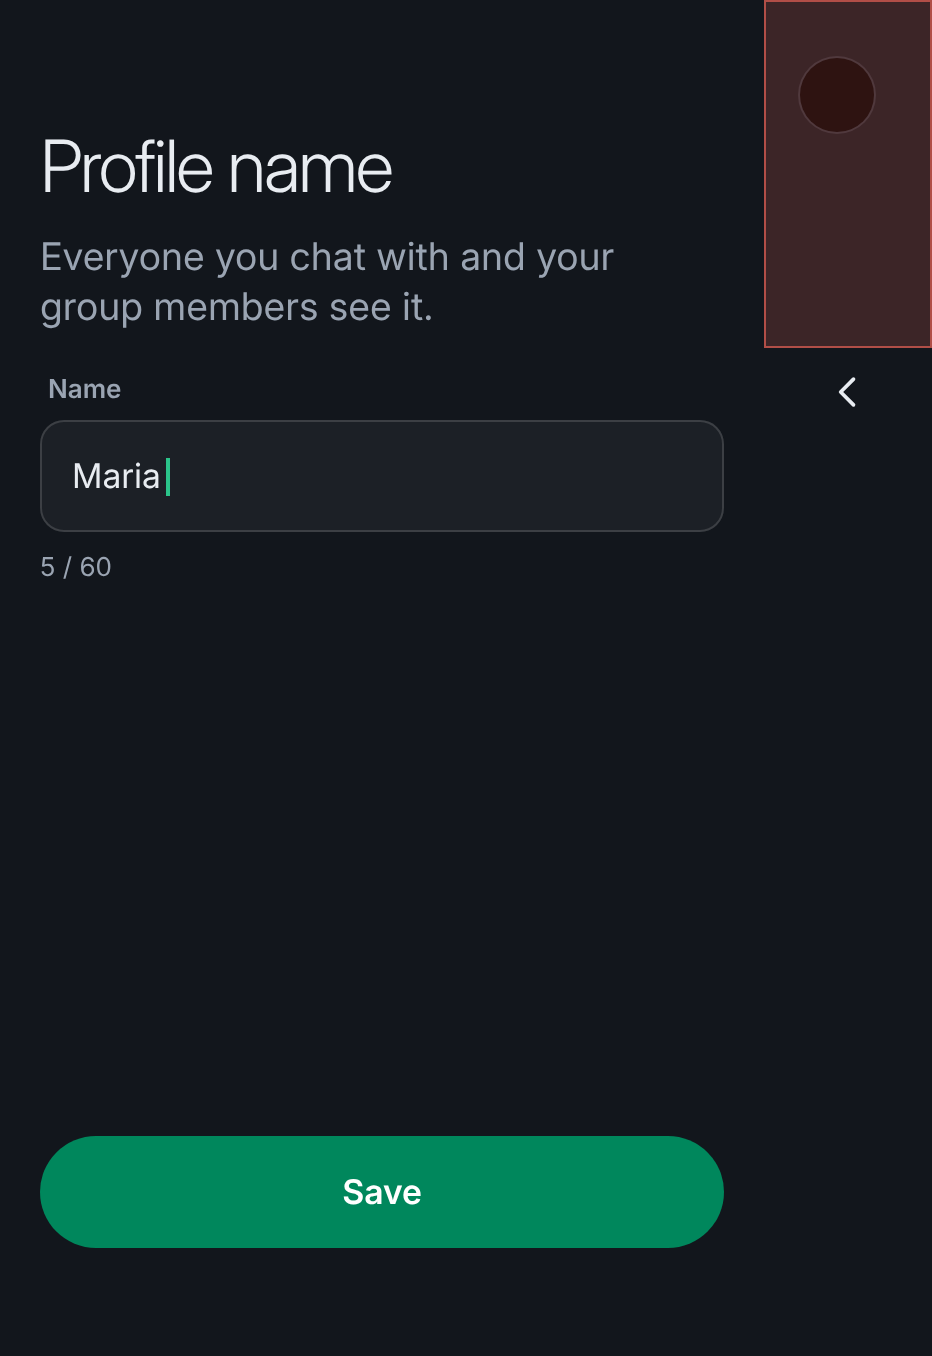 Profile name
Everyone you chat with and your
group members see it.
Name
Maria
5 / 60
Save